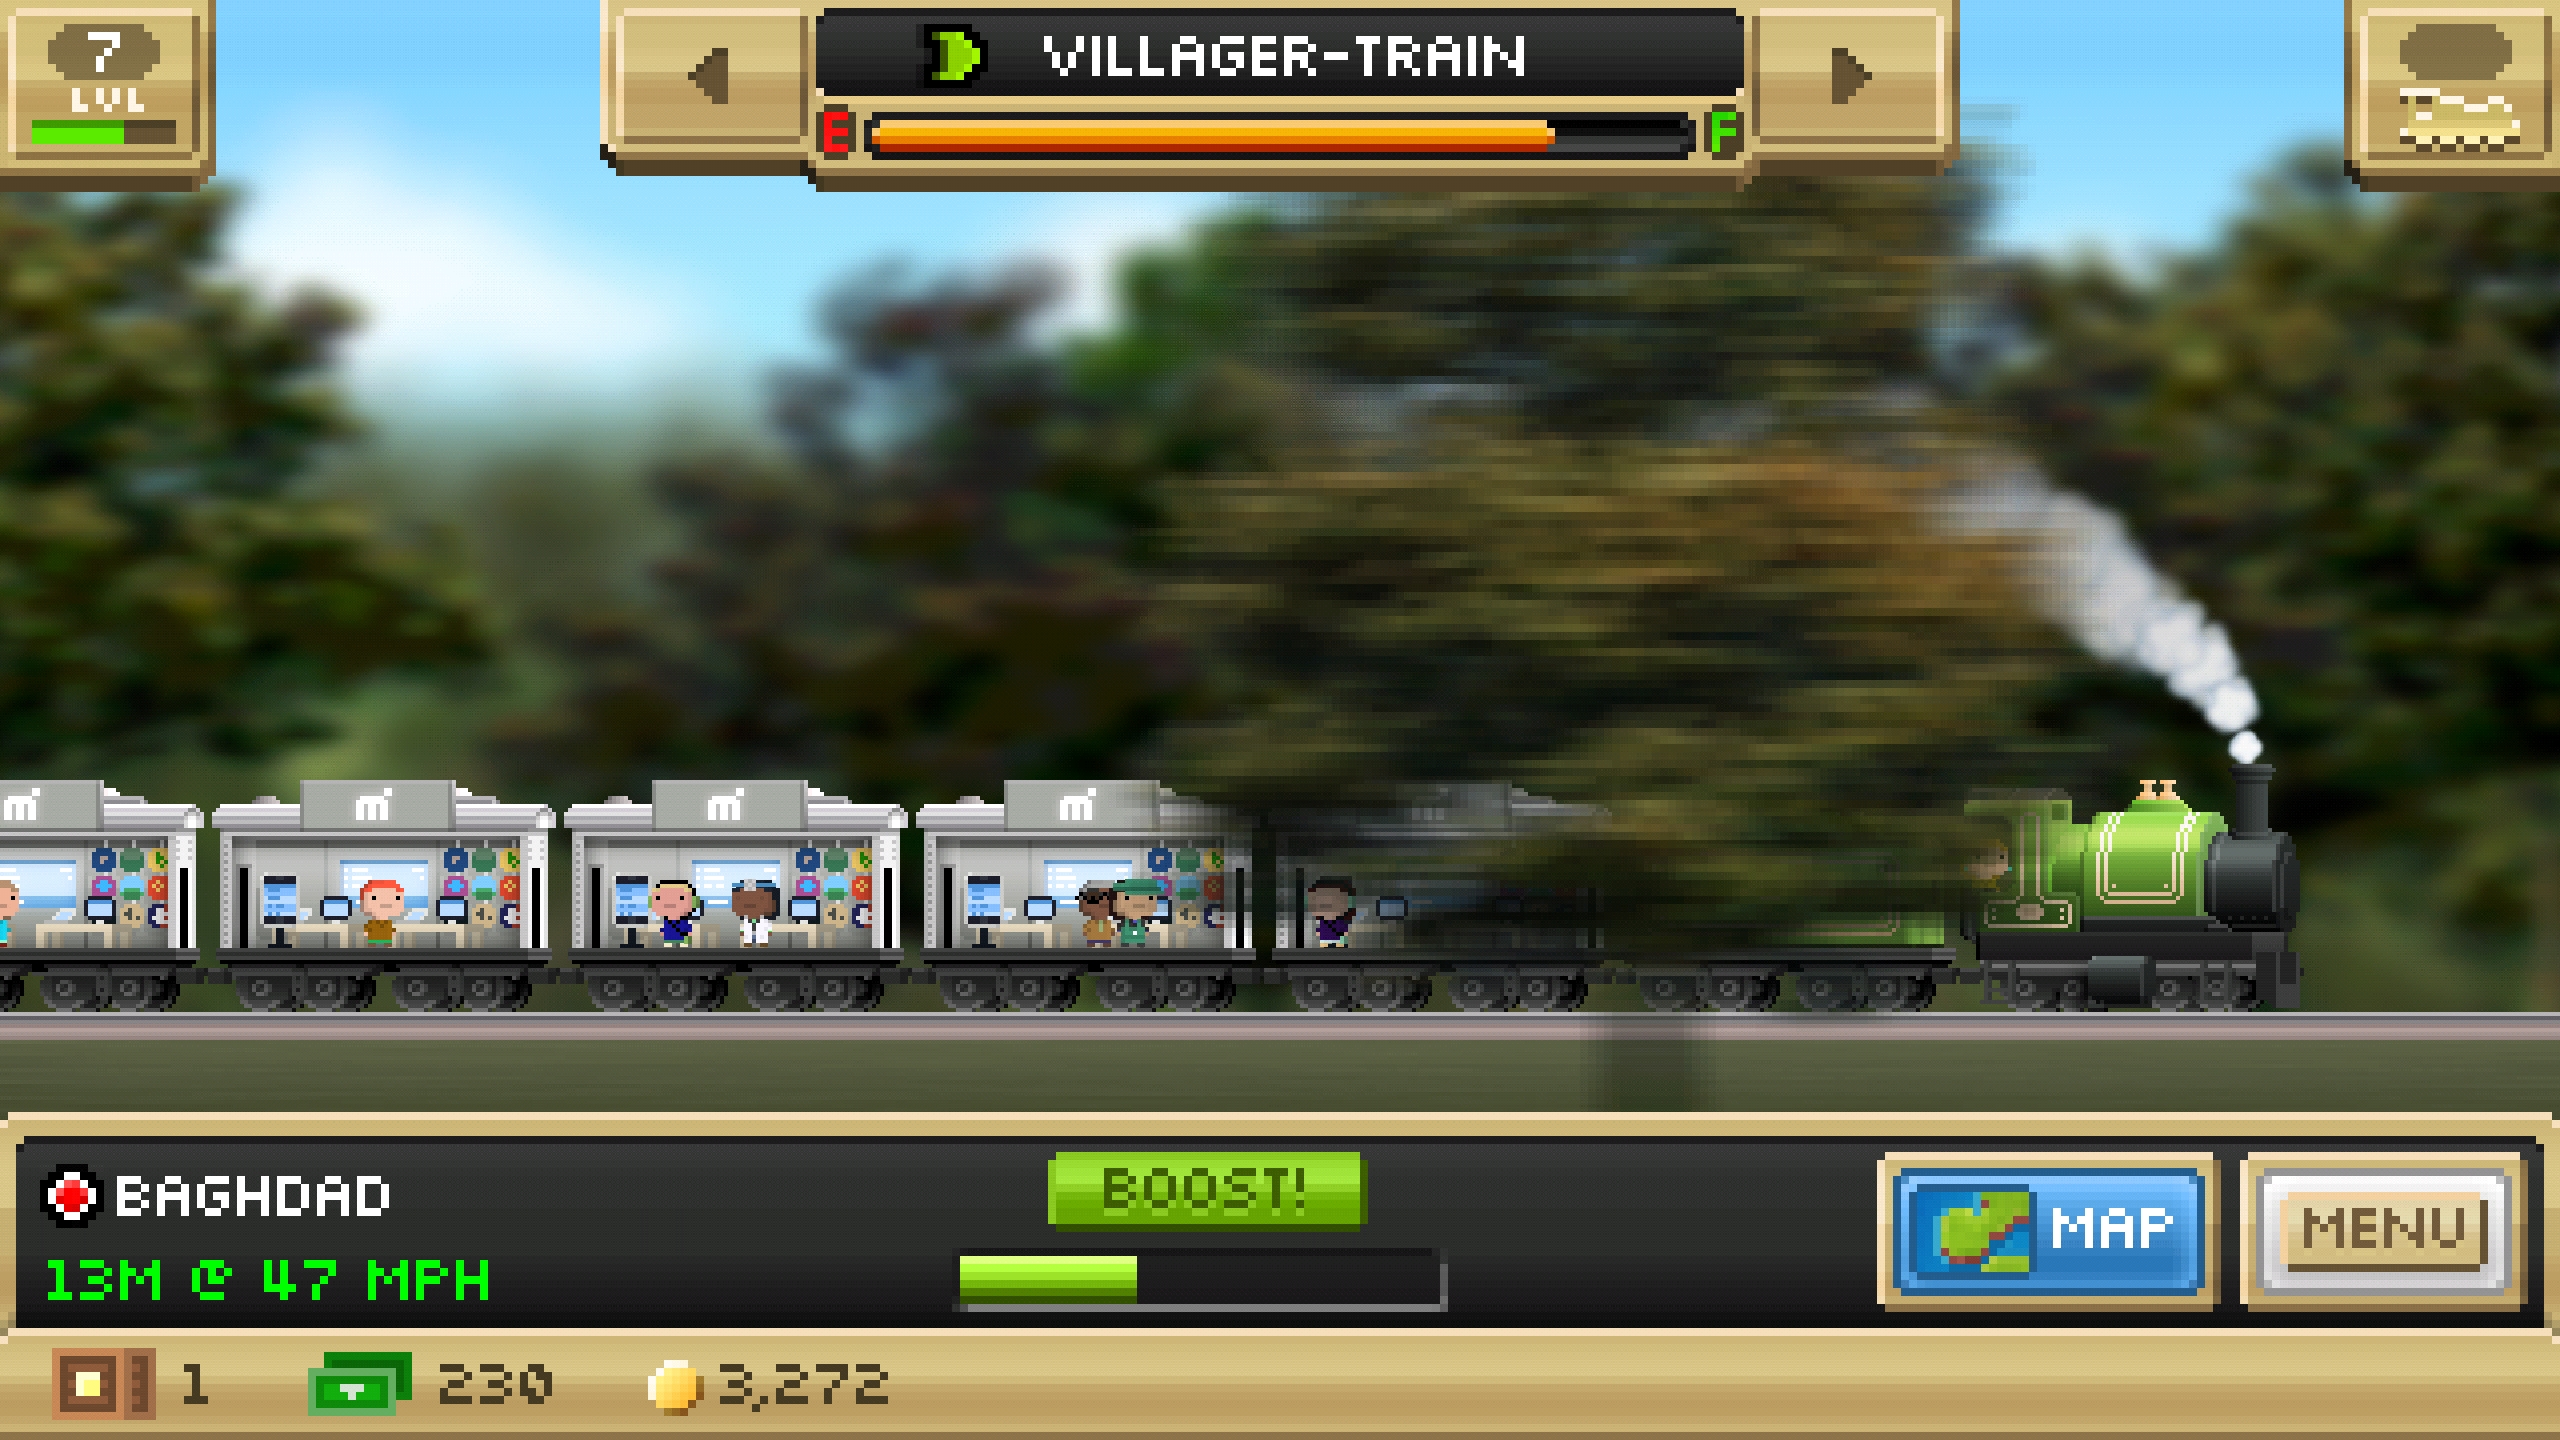 7
LVL
VILLAGER-TRAIN
E F
m
m
m
m
BAGHDAD
13M @ 47 MPH
BOOST!
MAP
MENU
1 230 3,272